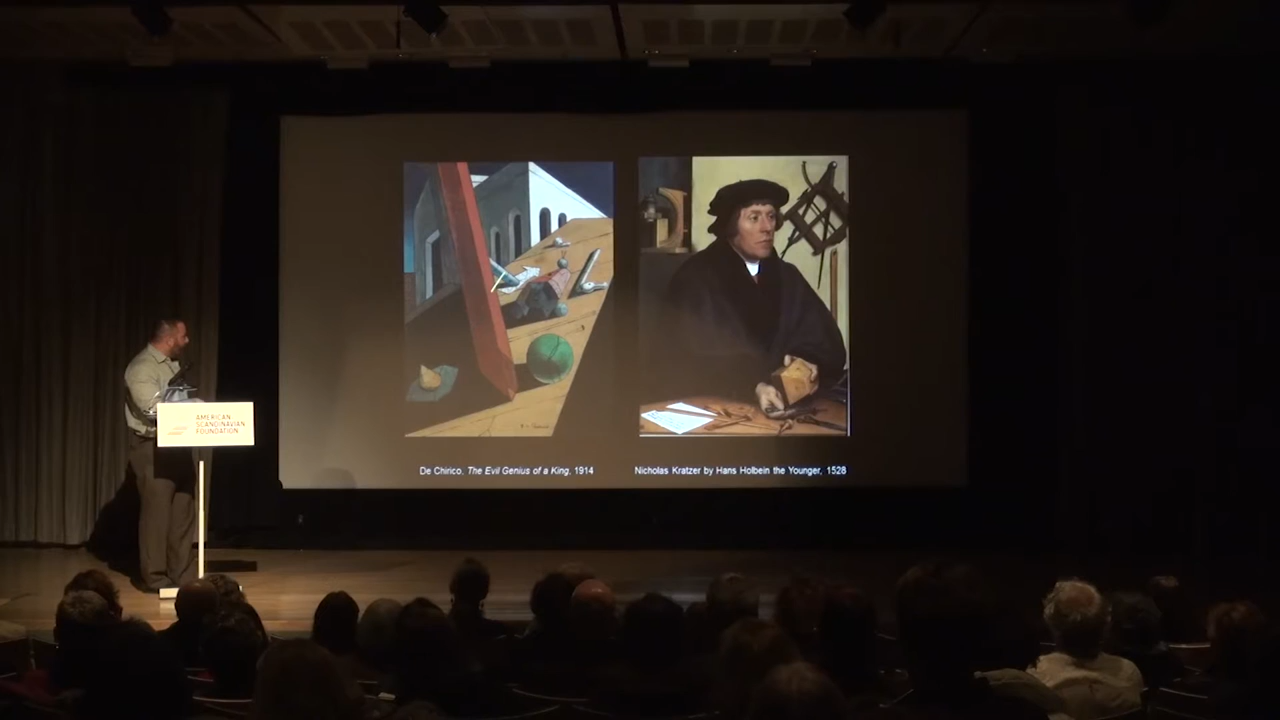 AMERICAN
SCANDINAVIAN
FOUNDATION
De Chirico, The Evil Genius of a King, 1914
Nicholas Kratzer by Hans Holbein the Younger, 1528